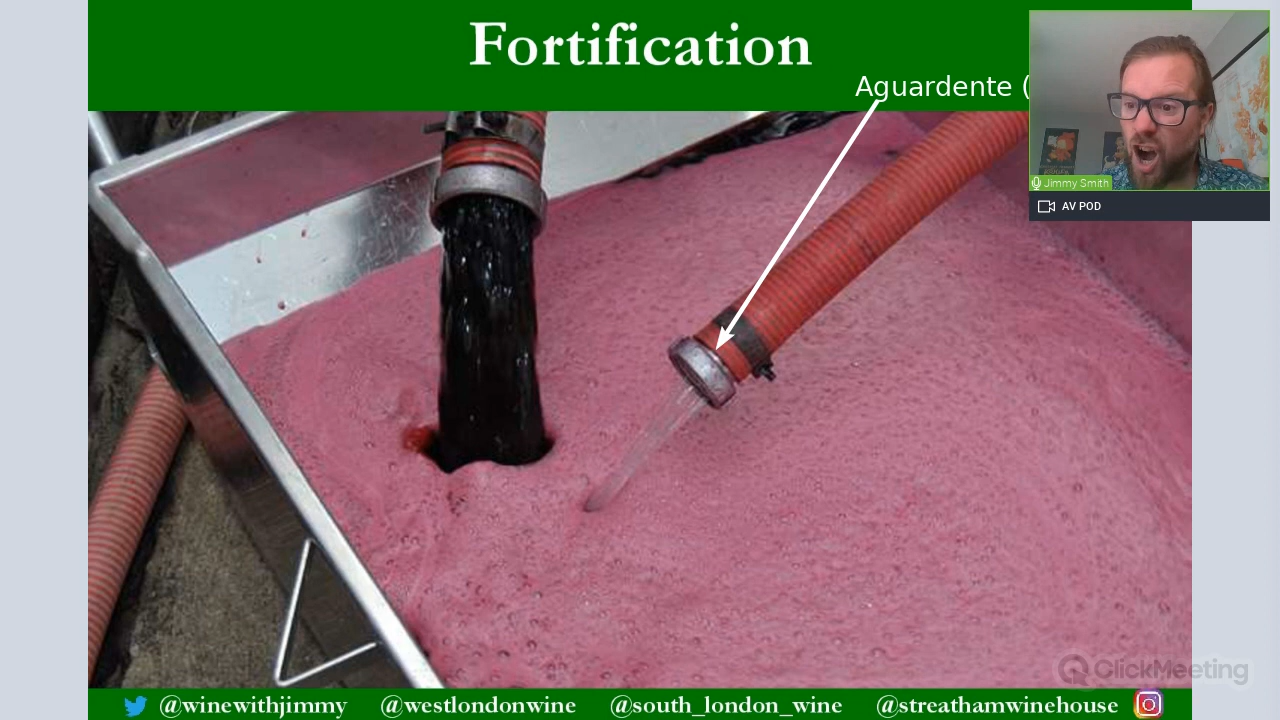 Fortification
Aguardente (
Jimmy Smith
AV POD
ClickMeeting
@winewithjimmy @westlondonwine @south_london_wine @streathamwinehouse